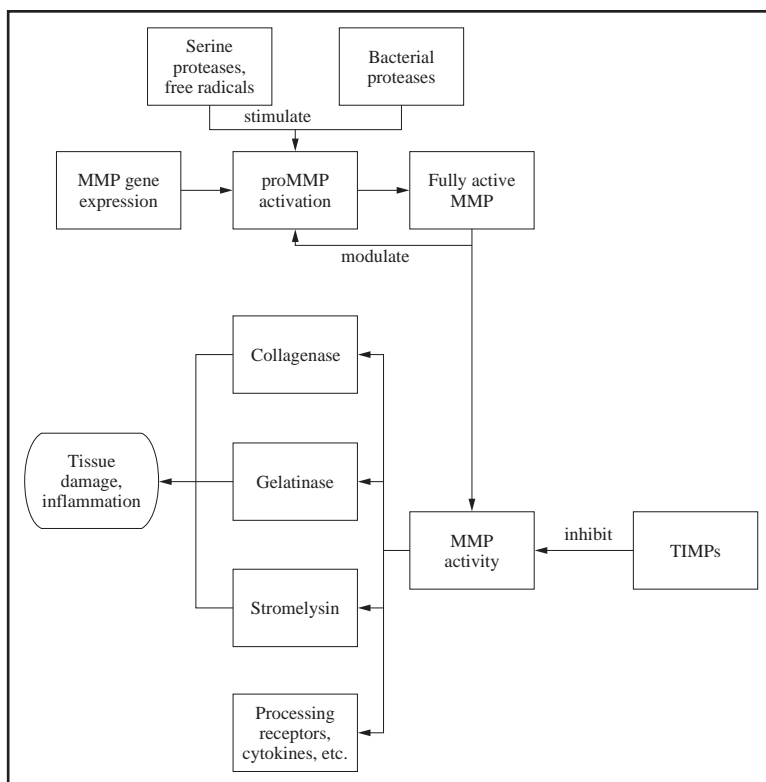 Serine
proteases,
free radicals
Bacterial
proteases
stimulate
MMP gene
expression
proMMP
activation
Fully active
MMP
modulate
Collagenase
Tissue
damage,
inflammation
Gelatinase
MMP
activity
inhibit
TIMPs
Stromelysin
Processing
receptors,
cytokines, etc.